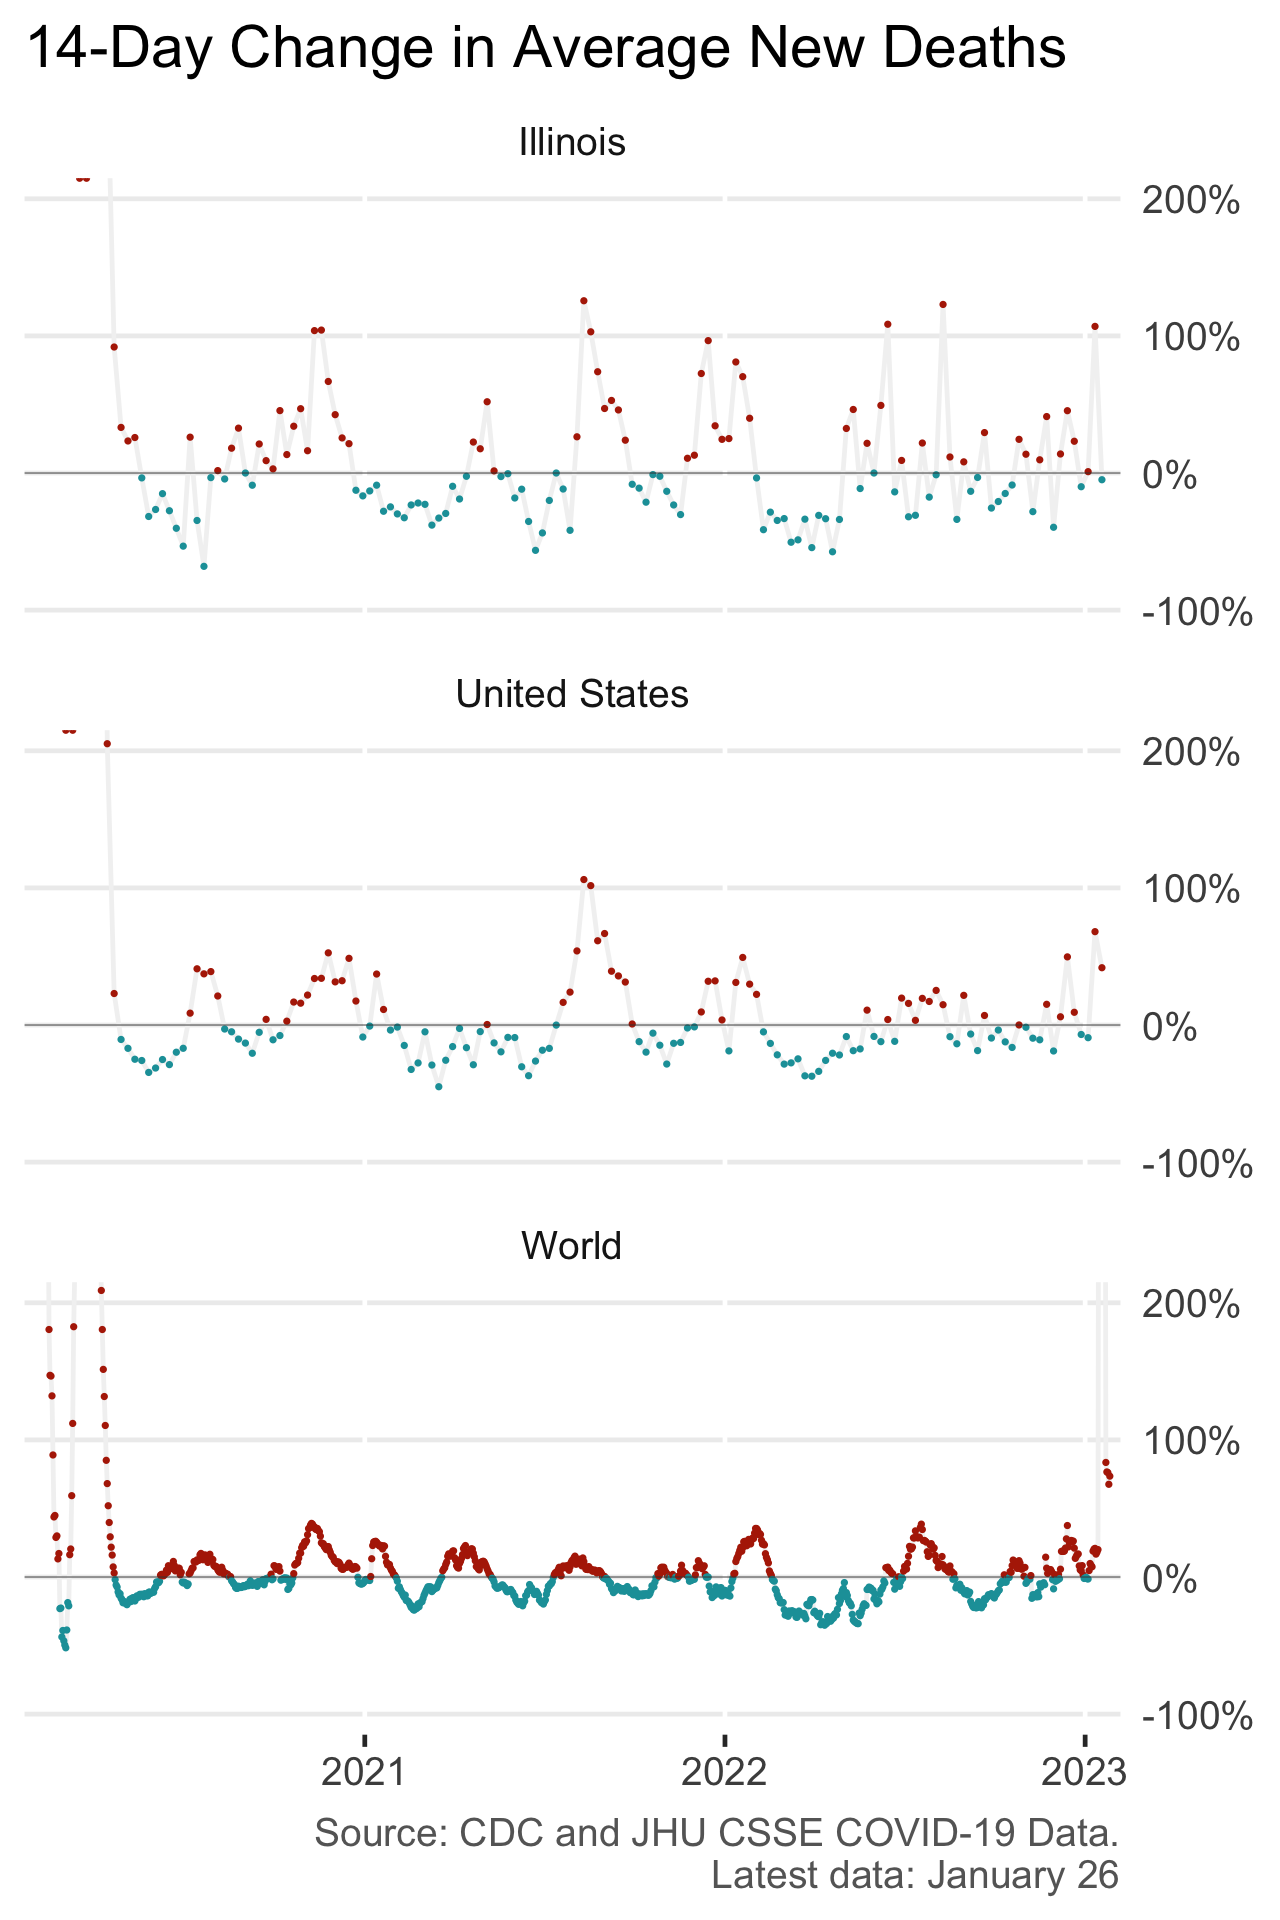 14-Day Change in Average New Deaths
Illinois
200%
100%
0%
-100%
United States
200%
100%
0%
-100%
World
200%
100%
0%
-100%
2021 2022 2023
Source: CDC and JHU CSSE COVID-19 Data.
Latest data: January 26